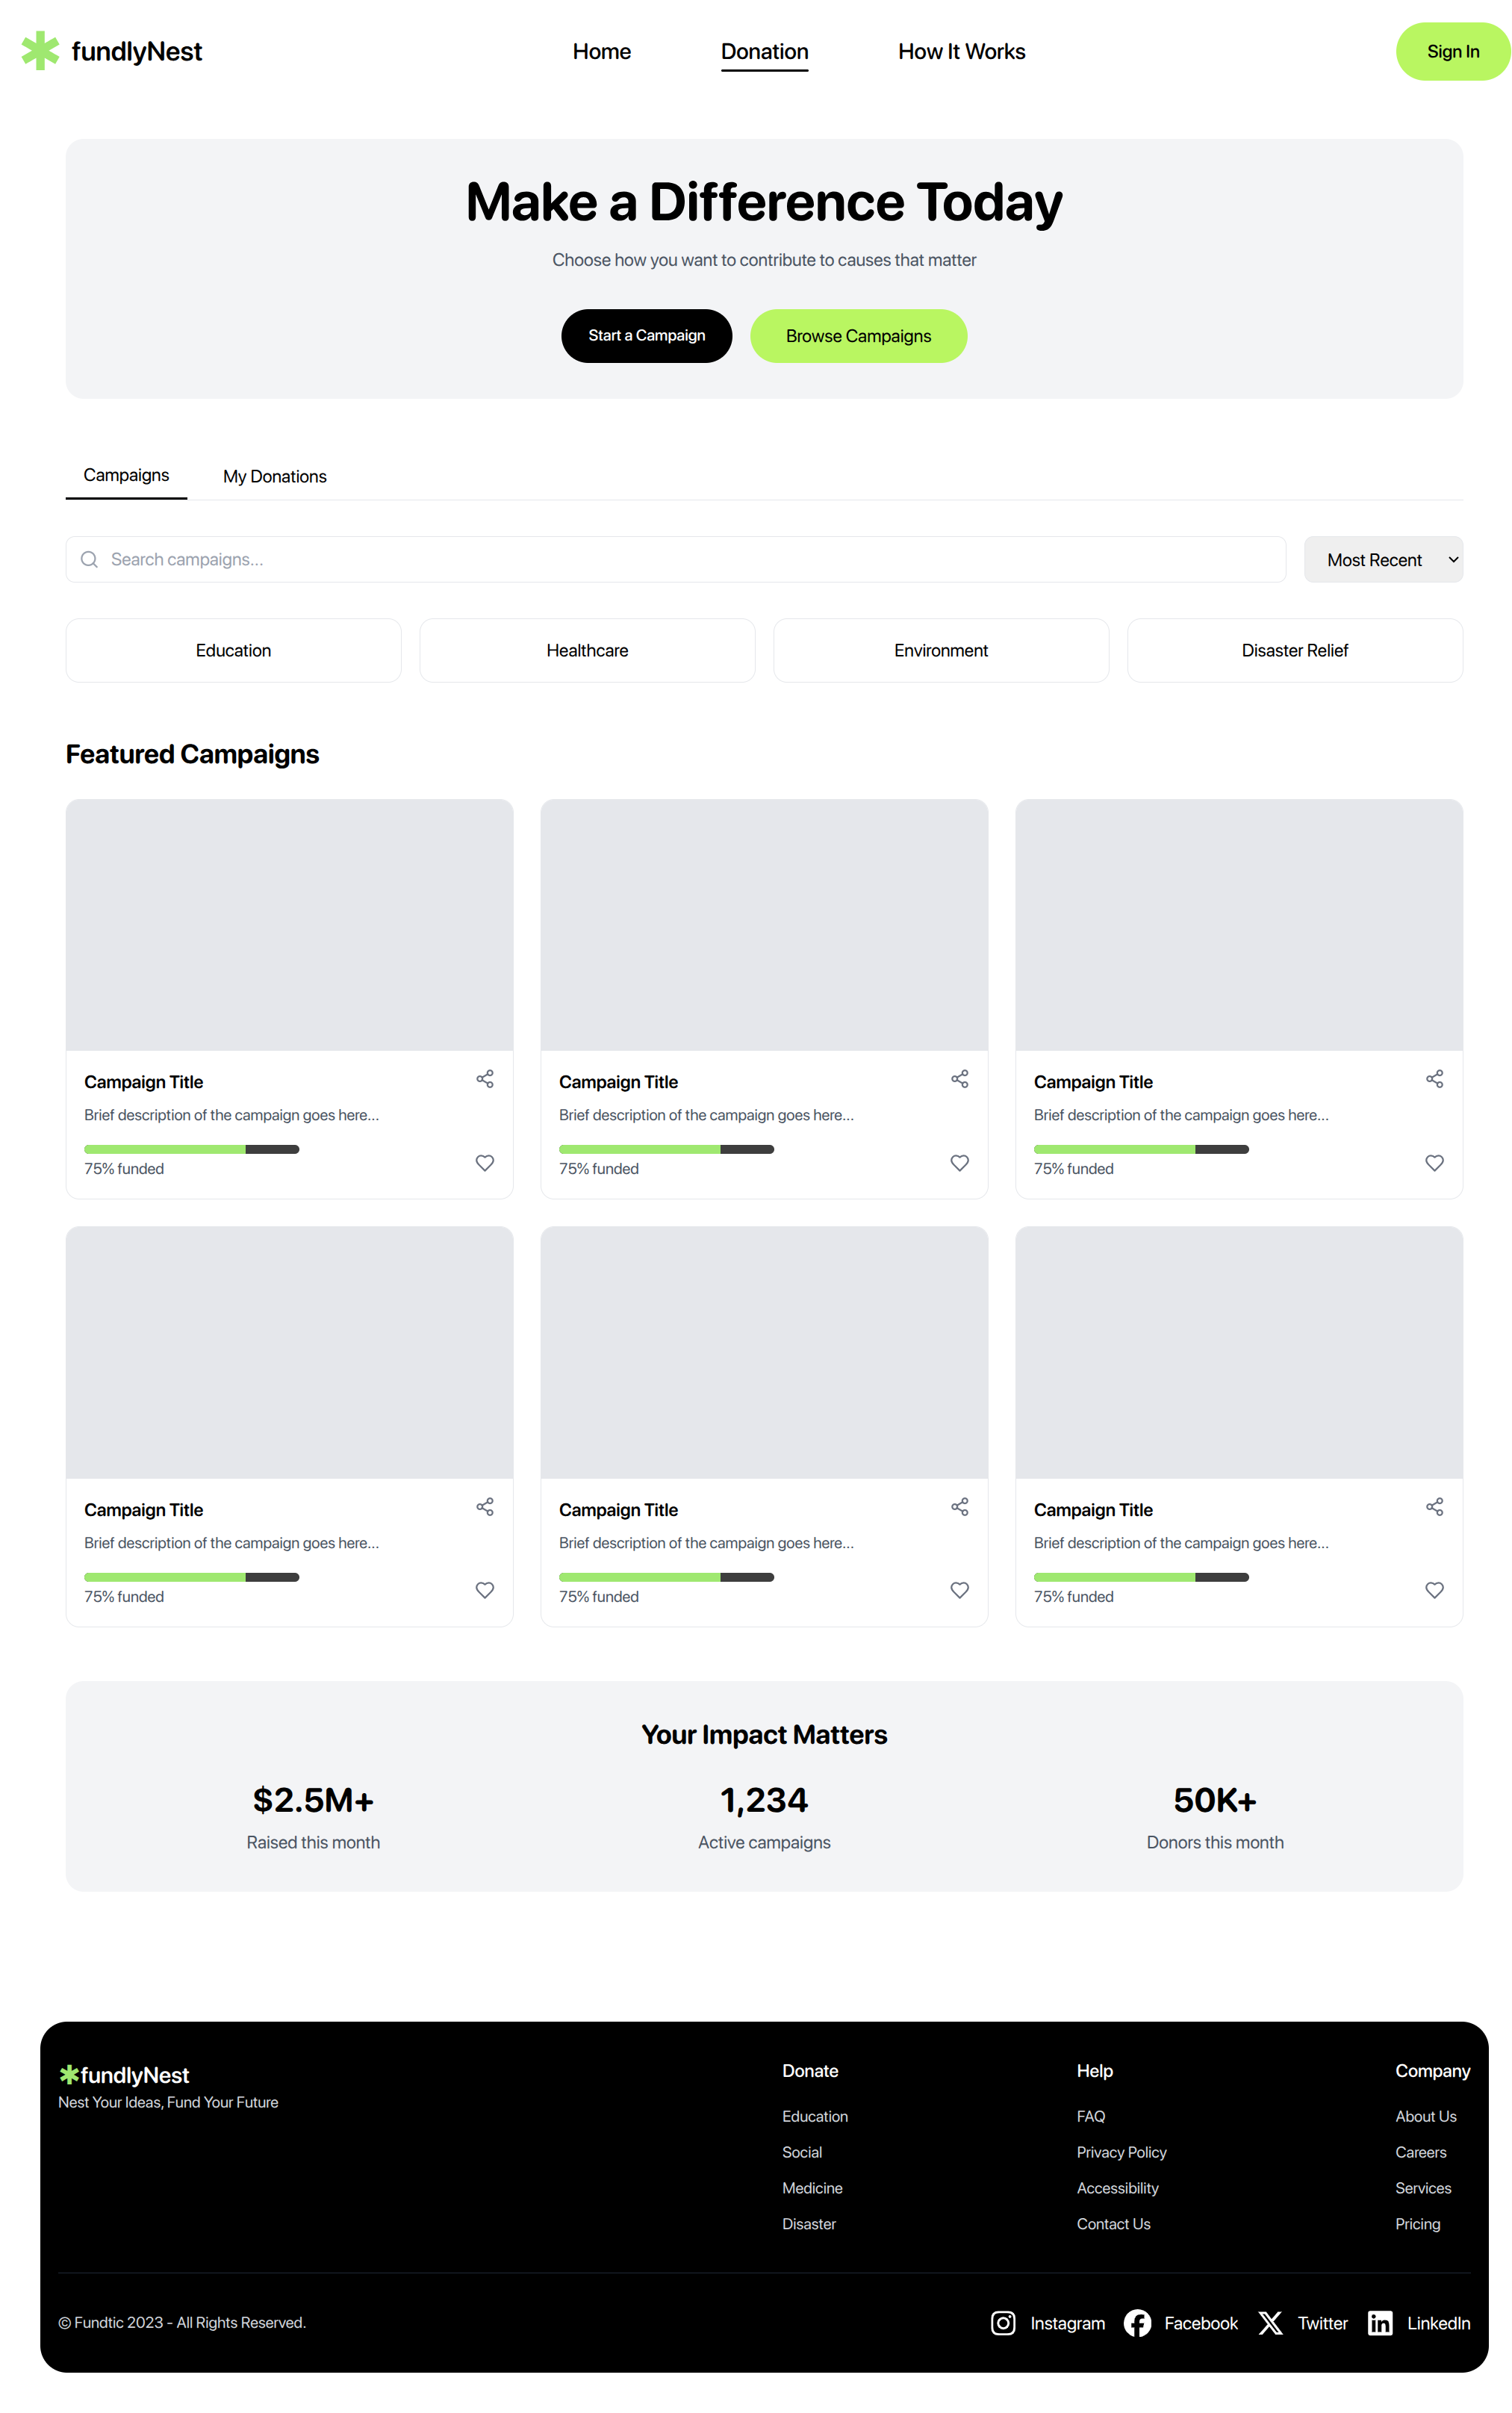 fundlyNest
Home
Donation
How It Works
Sign In
Make a Difference Today
Choose how you want to contribute to causes that matter
Start a Campaign
Browse Campaigns
Campaigns
My Donations
Search campaigns...
Most Recent
Education
Healthcare
Environment
Disaster Relief
Featured Campaigns
Campaign Title
Brief description of the campaign goes here...
75% funded
Campaign Title
Brief description of the campaign goes here...
75% funded
Campaign Title
Brief description of the campaign goes here...
75% funded
Campaign Title
Brief description of the campaign goes here...
75% funded
Campaign Title
Brief description of the campaign goes here...
75% funded
Campaign Title
Brief description of the campaign goes here...
75% funded
Your Impact Matters
$2.5M+
Raised this month
1,234
Active campaigns
50K+
Donors this month
fundlyNest
Nest Your Ideas, Fund Your Future
Donate
Education
Social
Medicine
Disaster
Help
FAQ
Privacy Policy
Accessibility
Contact Us
Company
About Us
Careers
Services
Pricing
© Fundtic 2023 - All Rights Reserved.
Instagram
Facebook
Twitter
LinkedIn